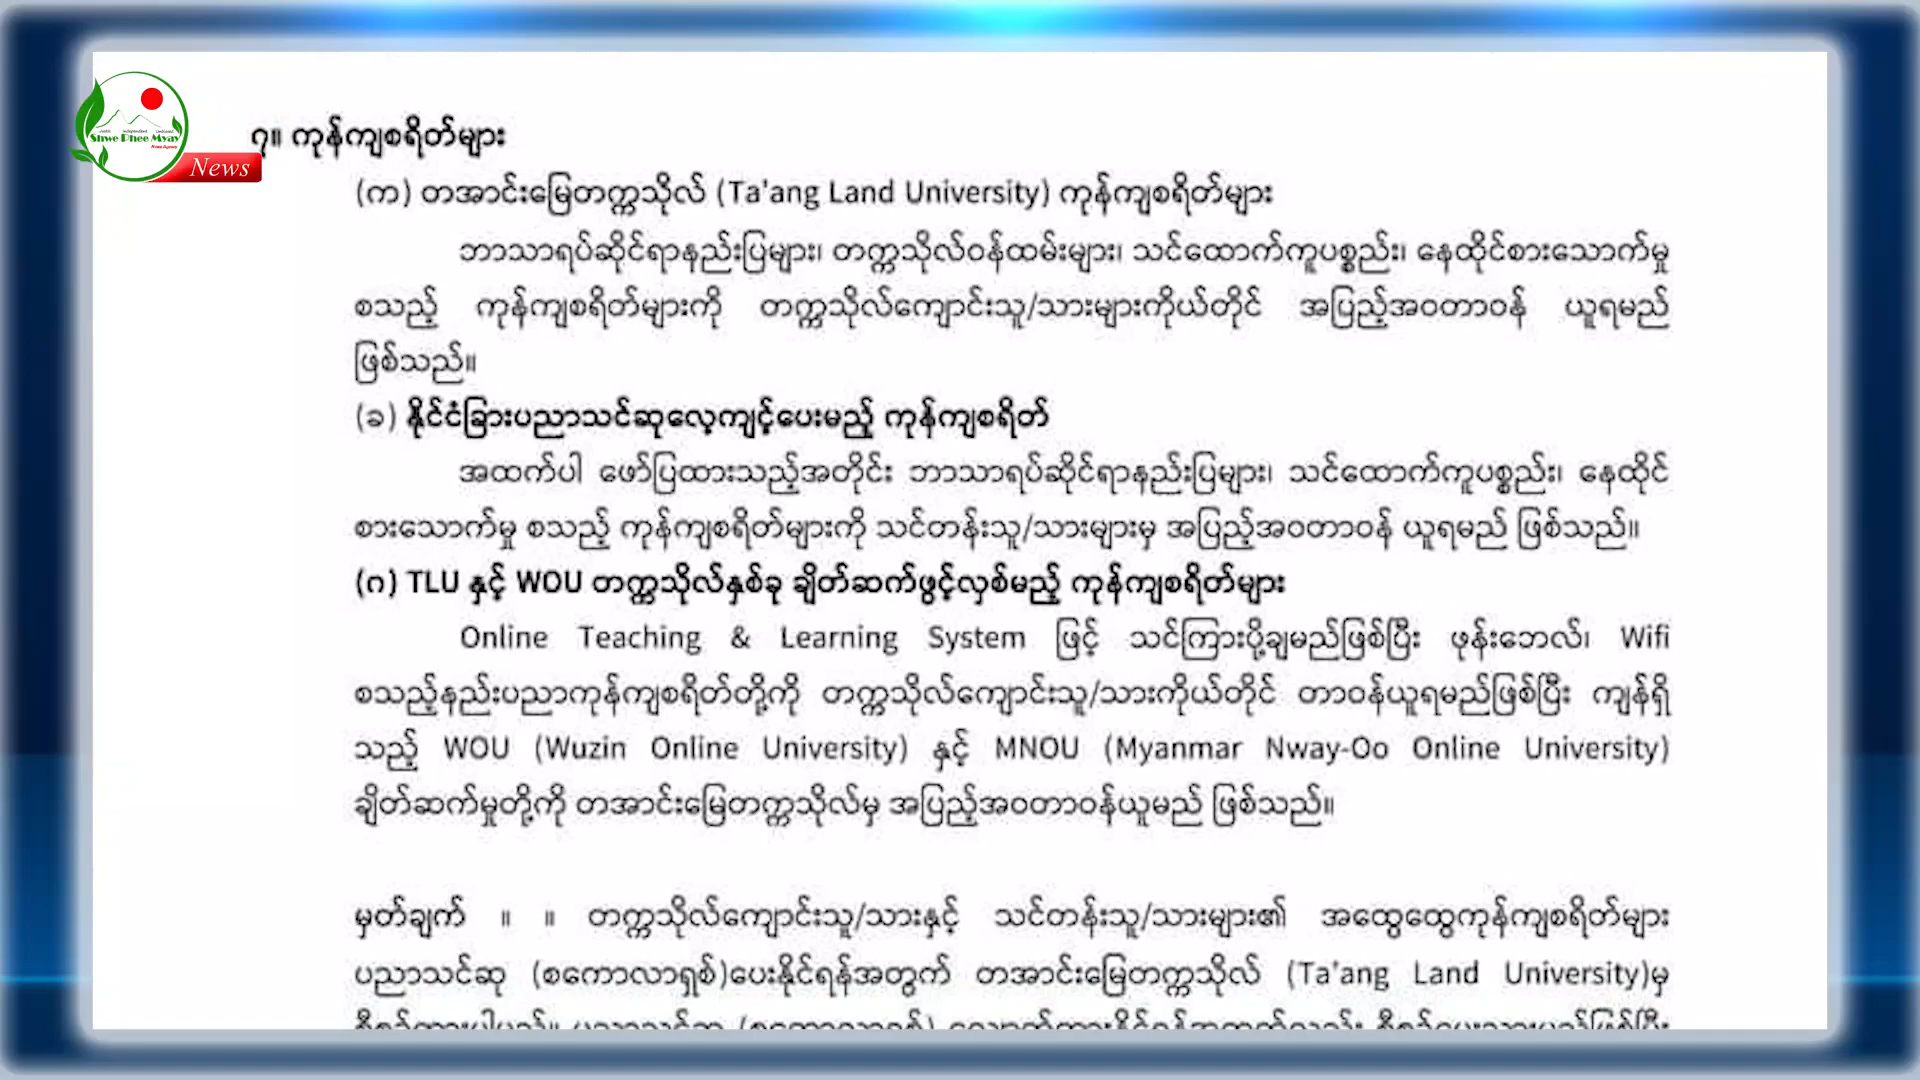 Shwe Phee Myay
News Agency
News
၇။ ကုန်ကျစရိတ်များ
(က) တအာင်းမြေတက္ကသိုလ် (Ta'ang Land University) ကုန်ကျစရိတ်များ
ဘာသာရပ်ဆိုင်ရာနည်းပြများ၊ တက္ကသိုလ်ဝန်ထမ်းများ၊ သင်ထောက်ကူပစ္စည်း၊ နေထိုင်စားသောက်မှု
စသည့် ကုန်ကျစရိတ်များကို တက္ကသိုလ်ကျောင်းသူ/သားများကိုယ်တိုင် အပြည့်အဝတာဝန် ယူရမည်
ဖြစ်သည်။
(ခ) နိုင်ငံခြားပညာသင်ဆုလေ့ကျင့်ပေးမည့် ကုန်ကျစရိတ်
အထက်ပါ ဖော်ပြထားသည့်အတိုင်း ဘာသာရပ်ဆိုင်ရာနည်းပြများ၊ သင်ထောက်ကူပစ္စည်း၊ နေထိုင်
စားသောက်မှု စသည့် ကုန်ကျစရိတ်များကို သင်တန်းသူ/သားများမှ အပြည့်အဝတာဝန် ယူရမည် ဖြစ်သည်။
(ဂ) TLU နှင့် WOU တက္ကသိုလ်နှစ်ခု ချိတ်ဆက်ဖွင့်လှစ်မည့် ကုန်ကျစရိတ်များ
Online Teaching & Learning System ဖြင့် သင်ကြားပို့ချမည်ဖြစ်ပြီး ဖုန်းဘေလ်၊ Wifi
စသည့်နည်းပညာကုန်ကျစရိတ်တို့ကို တက္ကသိုလ်ကျောင်းသူ/သားကိုယ်တိုင် တာဝန်ယူရမည်ဖြစ်ပြီး ကျန်ရှိ
သည့် WOU (Wuzin Online University) နှင့် MNOU (Myanmar Nway-Oo Online University)
ချိတ်ဆက်မှုတို့ကို တအာင်းမြေတက္ကသိုလ်မှ အပြည့်အဝတာဝန်ယူမည် ဖြစ်သည်။
မှတ်ချက် ။ ။ တက္ကသိုလ်ကျောင်းသူ/သားနှင့် သင်တန်းသူ/သားများ၏ အထွေထွေကုန်ကျစရိတ်များ
ပညာသင်ဆု (စကောလာရှစ်)ပေးနိုင်ရန်အတွက် တအာင်းမြေတက္ကသိုလ် (Ta'ang Land University)မှ